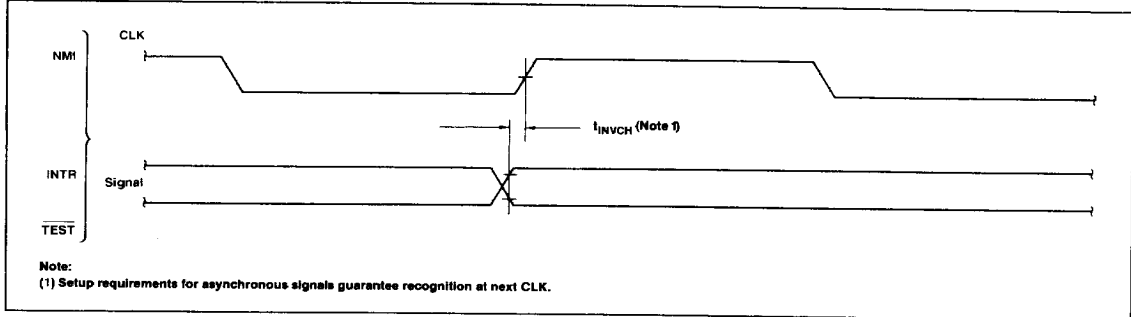 CLK
NMI
tINVCH (Note 1)
INTR
Signal
TEST
Note:
(1) Setup requirements for asynchronous signals guarantee recognition at next CLK.